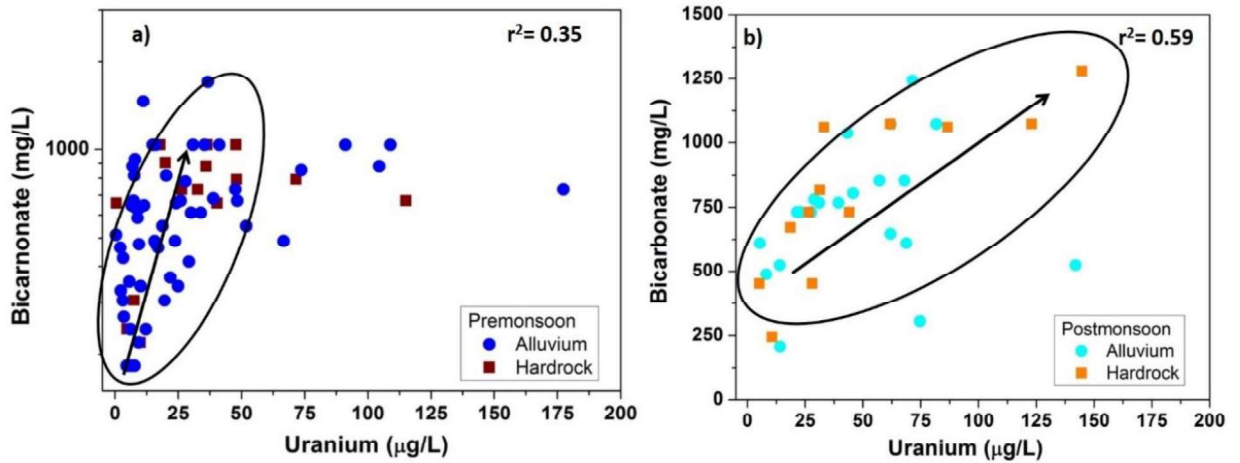 a)
r²= 0.35
Bicarnonate (mg/L)
1000
Premonsoon
Alluvium
Hardrock
0 25 50 75 100 125 150 175 200
Uranium (µg/L)
b)
r²= 0.59
Bicarbonate (mg/L)
1500
1250
1000
750
500
250
0
Postmonsoon
Alluvium
Hardrock
0 25 50 75 100 125 150 175 200
Uranium (µg/L)